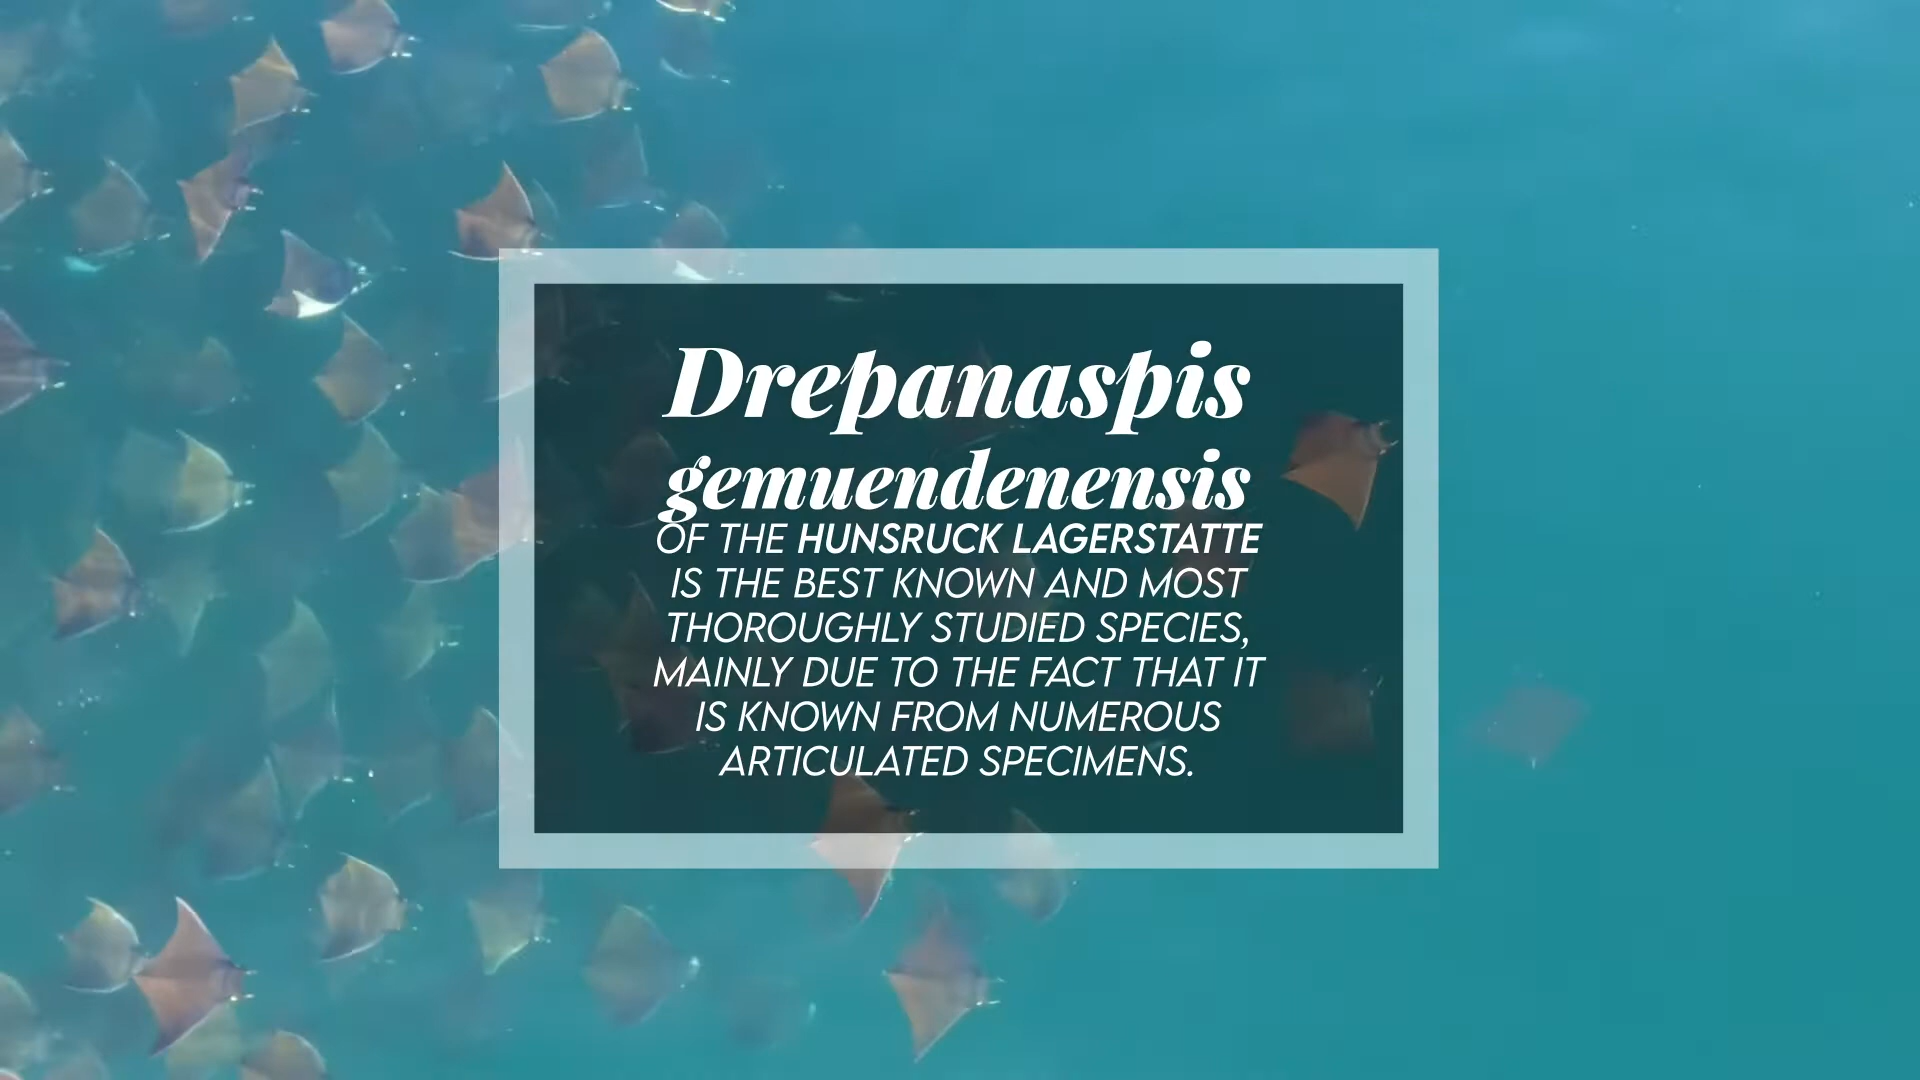 Drepanaspis
gemuendenensis
OF THE HUNSRUCK LAGERSTATTE
IS THE BEST KNOWN AND MOST
THOROUGHLY STUDIED SPECIES,
MAINLY DUE TO THE FACT THAT IT
IS KNOWN FROM NUMEROUS
ARTICULATED SPECIMENS.